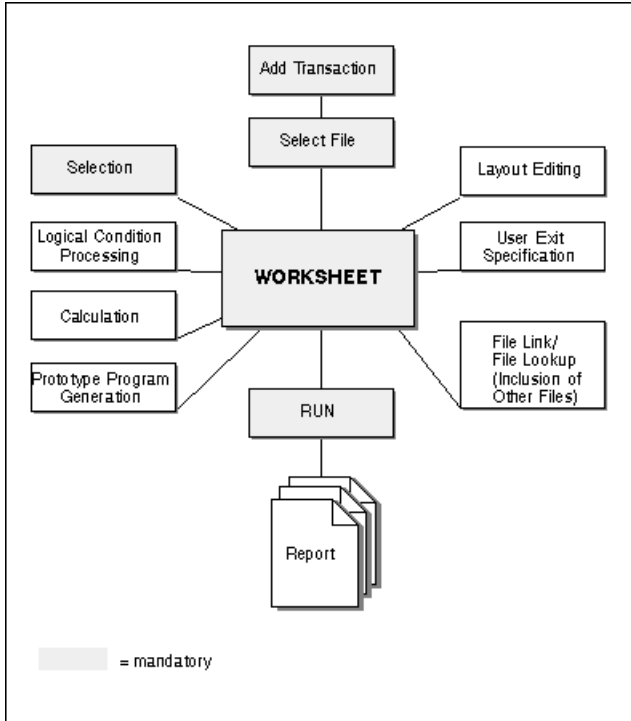 Add Transaction
Select File
Selection
Layout Editing
Logical Condition
Processing
User Exit
Specification
WORKSHEET
Calculation
File Link/
File Lookup
(Inclusion of
Other Files)
Prototype Program
Generation
RUN
Report
= mandatory